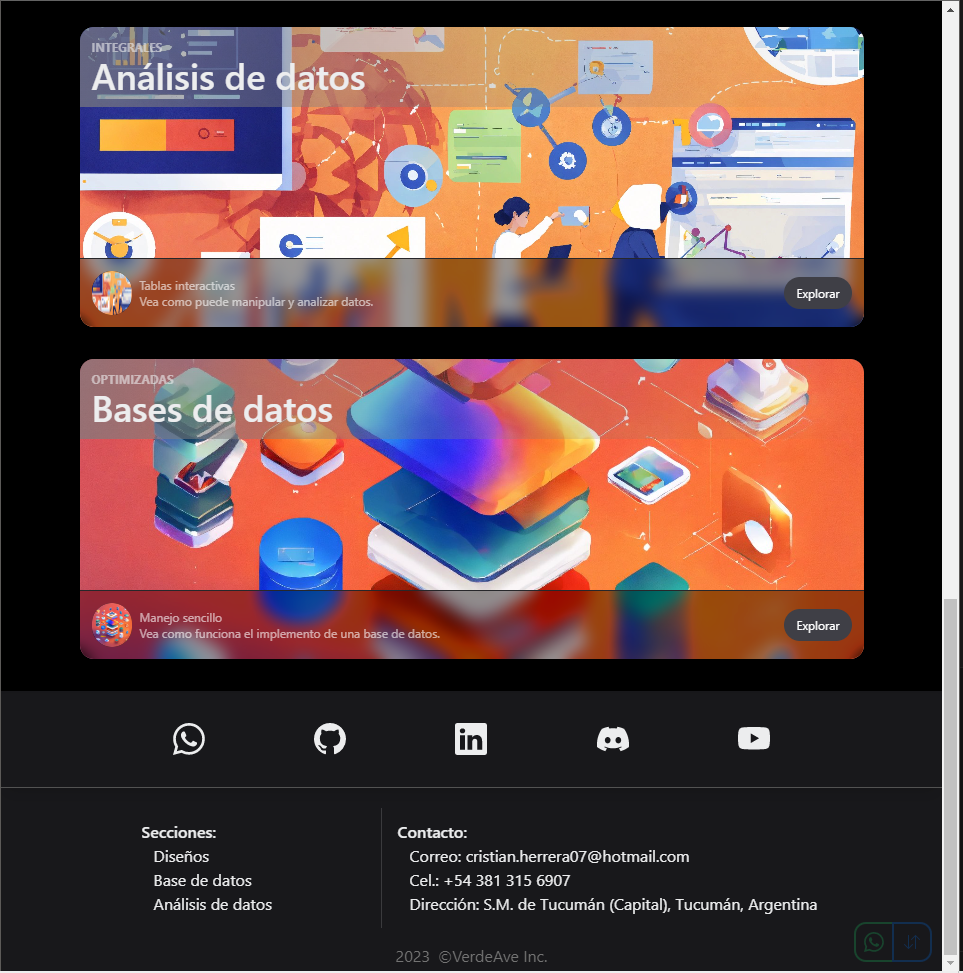 INTEGRALES
Análisis de datos
Tablas interactivas
Vea como puede manipular y analizar datos.
Explorar
OPTIMIZADAS
Bases de datos
Manejo sencillo
Vea como funciona el implemento de una base de datos.
Explorar
in
Secciones:
Diseños
Base de datos
Análisis de datos
Contacto:
Correo: cristian.herrera07@hotmail.com
Cel.: +54 381 315 6907
Dirección: S.M. de Tucumán (Capital), Tucumán, Argentina
2023 ©VerdeAve Inc.